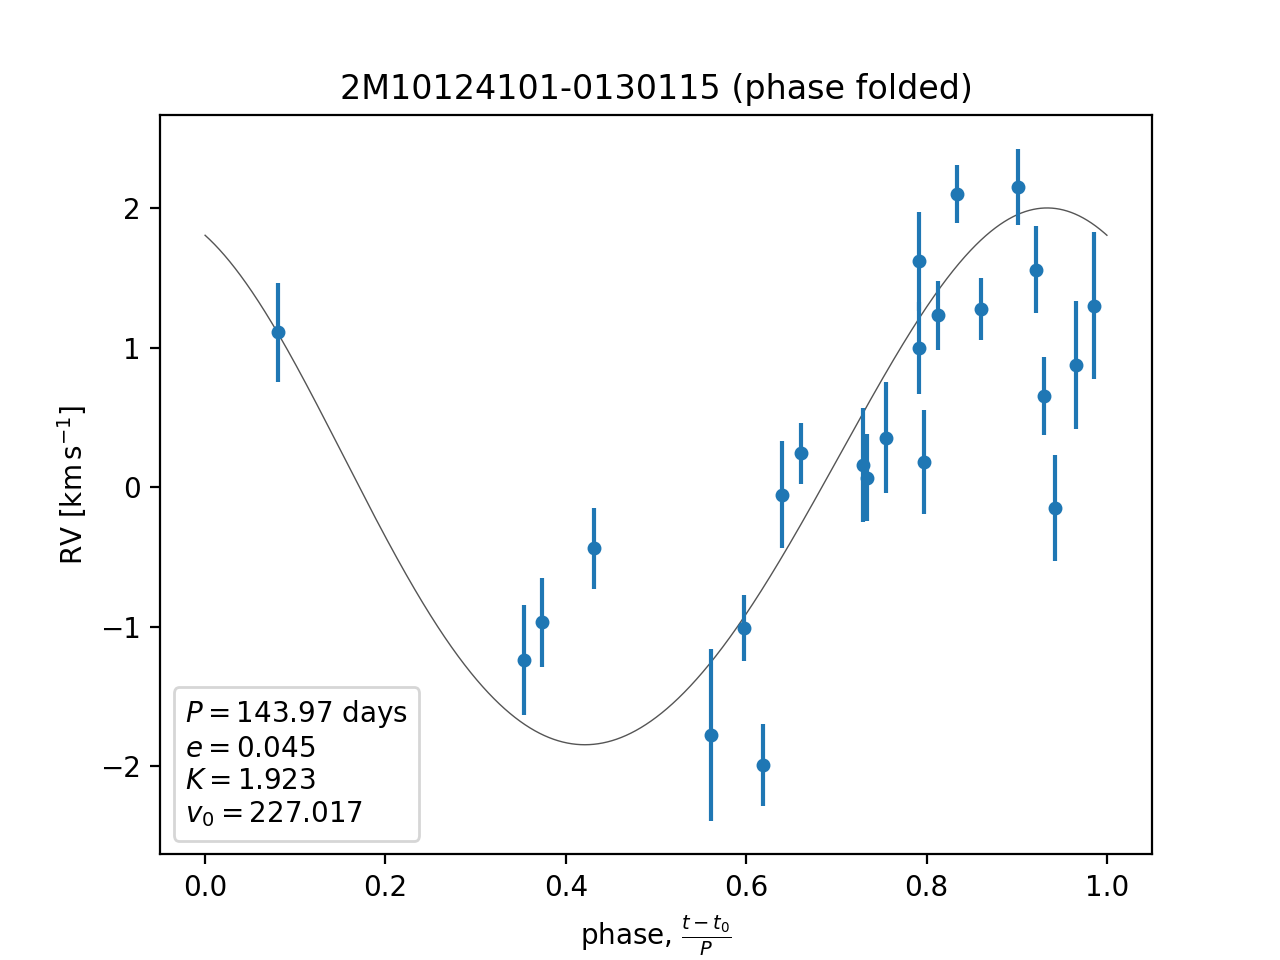 2M10124101-0130115 (phase folded)
2
1
0
−1
−2
RV [km s⁻¹]
P = 143.97 days
e = 0.045
K = 1.923
v₀ = 227.017
0.0 0.2 0.4 0.6 0.8 1.0
phase, (t − t₀)/P